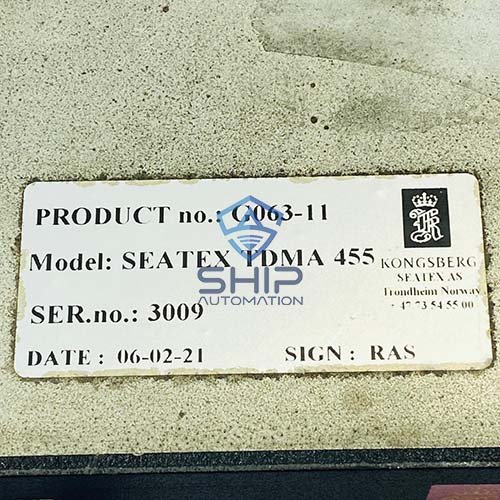 PRODUCT no.: G063-11
Model: SEATEX TDMA 455
SER.no.: 3009
DATE : 06-02-21
SIGN : RAS
KONGSBERG
SEATEX AS
Trondheim Norway
+ 47 73 54 55 00
SHIP
AUTOMATION